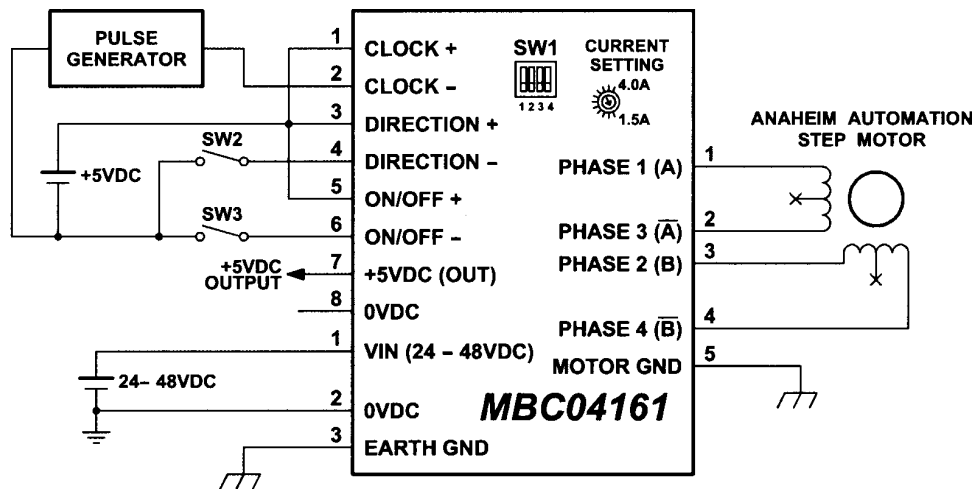 PULSE
GENERATOR
+5VDC
SW2
SW3
+5VDC
OUTPUT
24– 48VDC
1 CLOCK +
2 CLOCK –
3 DIRECTION +
4 DIRECTION –
5 ON/OFF +
6 ON/OFF –
7 +5VDC (OUT)
8 0VDC
1 VIN (24 – 48VDC)
2 0VDC
3 EARTH GND
SW1
1 2 3 4
CURRENT
SETTING
4.0A
1.5A
PHASE 1 (A) 1
PHASE 3 (A̅) 2
PHASE 2 (B) 3
PHASE 4 (B̅) 4
MOTOR GND 5
MBC04161
ANAHEIM AUTOMATION
STEP MOTOR